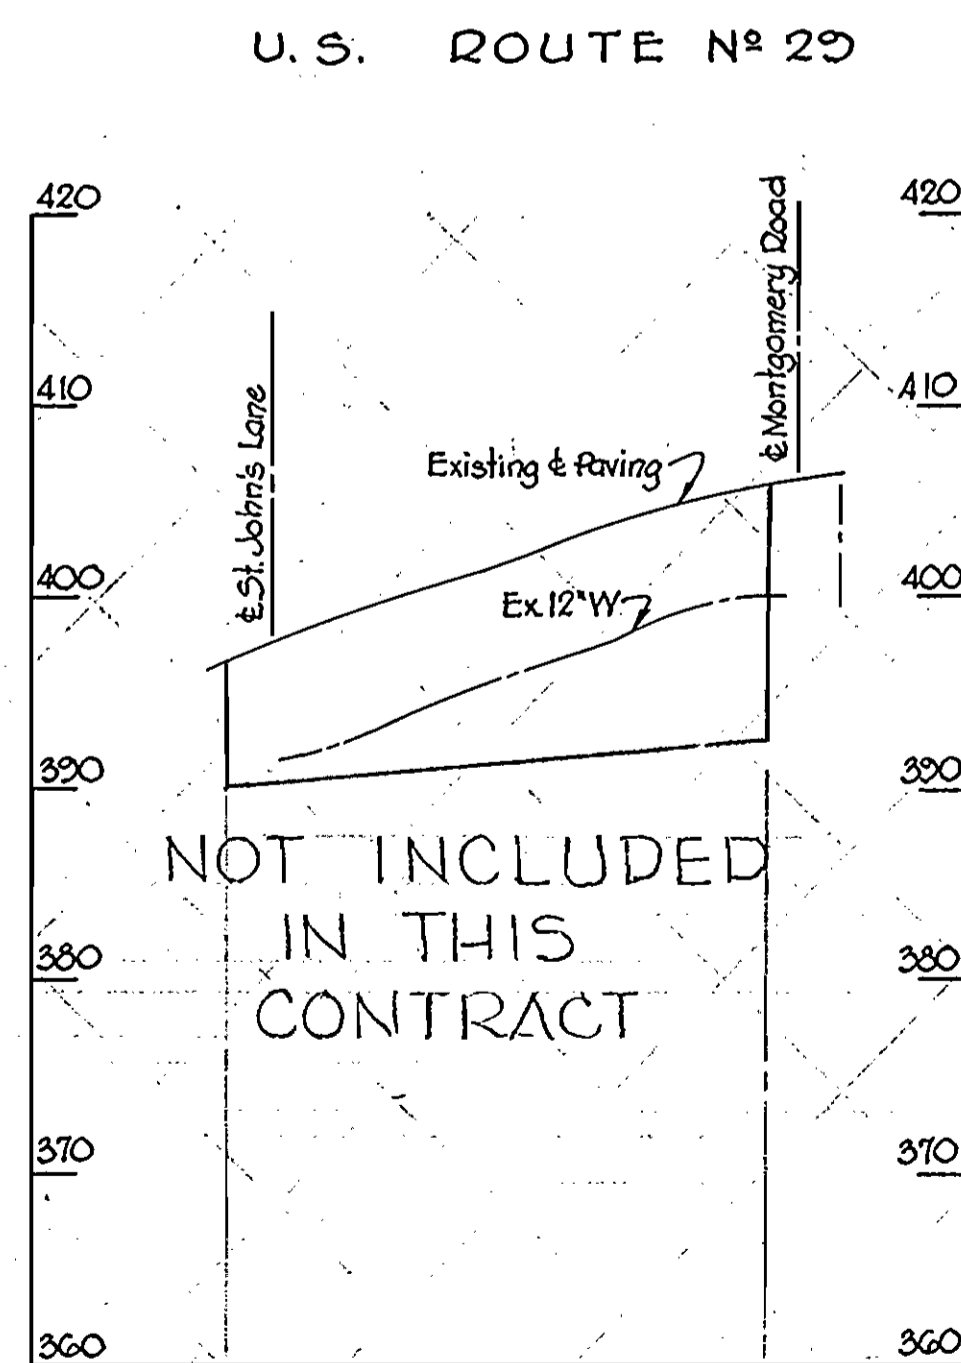 U.S. ROUTE Nº 29
420
420
℄ Montgomery Road
410
410
℄ St. John's Lane
Existing ℄ Paving
400
400
Ex. 12" W
390
390
NOT INCLUDED
IN THIS
CONTRACT
380
380
370
370
360
360